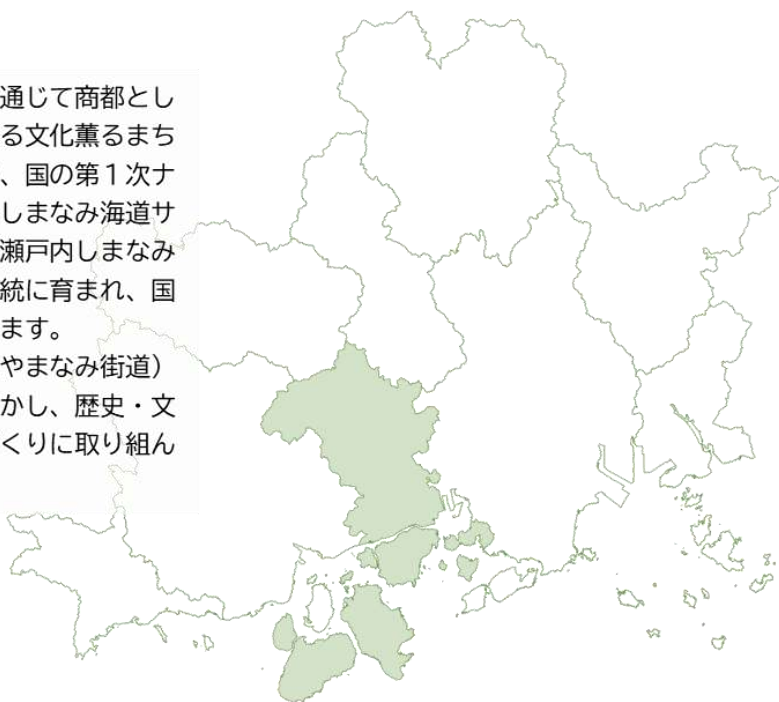 通じて商都とし
る文化薫るまち
、国の第１次ナ
しまなみ海道サ
瀬戸内しまなみ
統に育まれ、国
ます。
やまなみ街道）
かし、歴史・文
くりに取り組ん